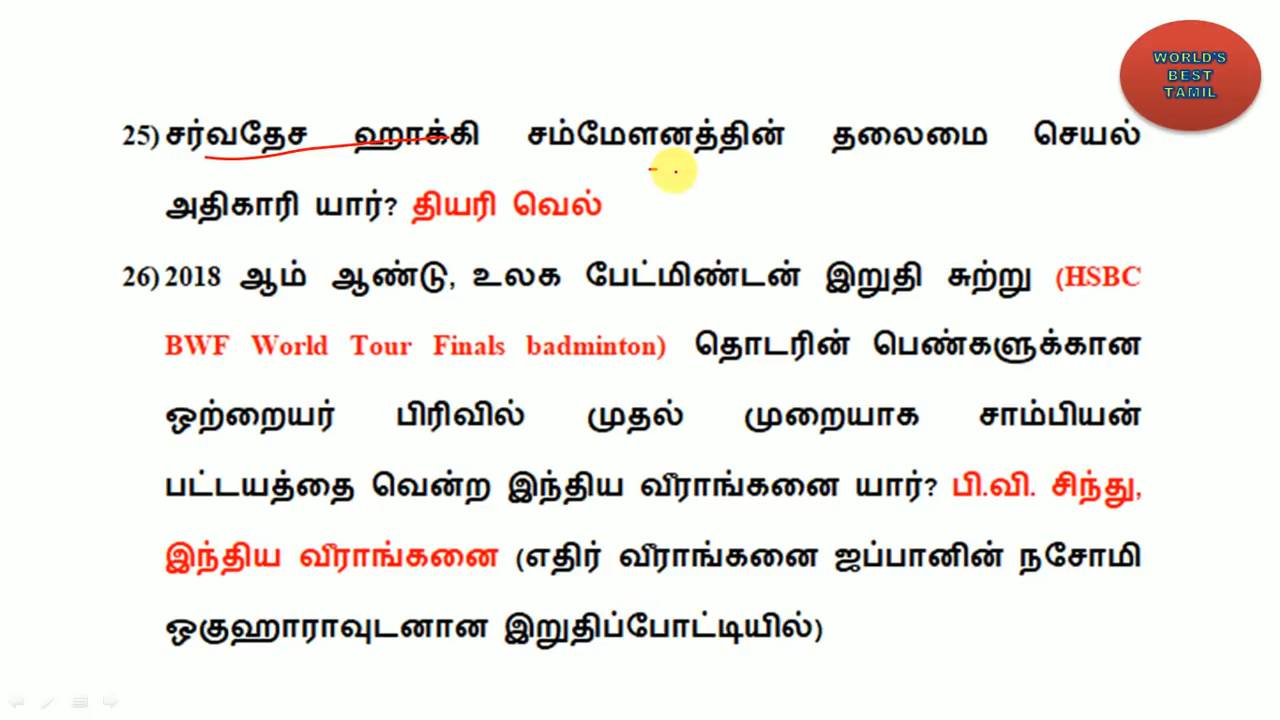 WORLD'S
BEST
TAMIL
25) சர்வதேச ஹாக்கி சம்மேளனத்தின் தலைமை செயல்
அதிகாரி யார்? தியரி வெல்
26) 2018 ஆம் ஆண்டு, உலக பேட்மிண்டன் இறுதி சுற்று (HSBC
BWF World Tour Finals badminton) தொடரின் பெண்களுக்கான
ஒற்றையர் பிரிவில் முதல் முறையாக சாம்பியன்
பட்டயத்தை வென்ற இந்திய வீராங்கனை யார்? பி.வி. சிந்து,
இந்திய வீராங்கனை (எதிர் வீராங்கனை ஜப்பானின் நசோமி
ஒகுஹாராவுடனான இறுதிப்போட்டியில்)